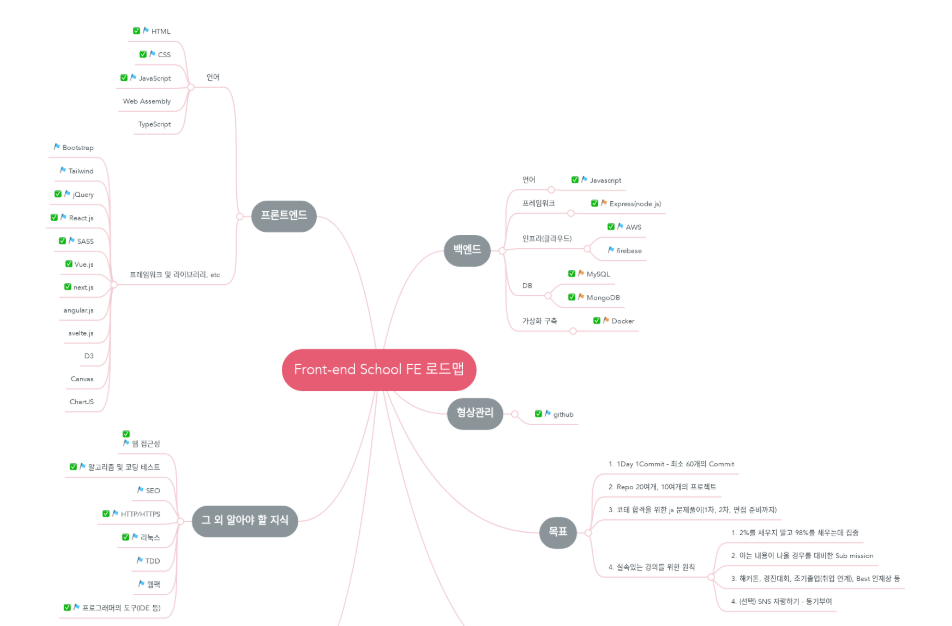 Front-end School FE 로드맵
프론트엔드
언어
HTML
CSS
JavaScript
Web Assembly
TypeScript
프레임워크 및 라이브러리, etc
Bootstrap
Tailwind
jQuery
React.js
SASS
Vue.js
next.js
angular.js
svelte.js
D3
Canvas
ChartJS
그 외 알아야 할 지식
웹 접근성
알고리즘 및 코딩 테스트
SEO
HTTP/HTTPS
리눅스
TDD
웹팩
프로그래머의 도구(IDE 등)
백엔드
언어
Javascript
프레임워크
Express(node.js)
인프라(클라우드)
AWS
firebase
DB
MySQL
MongoDB
가상화 구축
Docker
형상관리
github
목표
1. 1Day 1Commit - 최소 60개의 Commit
2. Repo 20여개, 10여개의 프로젝트
3. 코테 합격을 위한 js 문제풀이(1차, 2차, 면접 준비까지)
4. 실속있는 강의를 위한 원칙
1. 2%를 세우지 말고 98%를 채우는데 집중
2. 아는 내용이 나올 경우를 대비한 Sub mission
3. 해커톤, 경진대회, 조기졸업(취업 연계), Best 인재상 등
4. (선택) SNS 자랑하기 - 동기부여